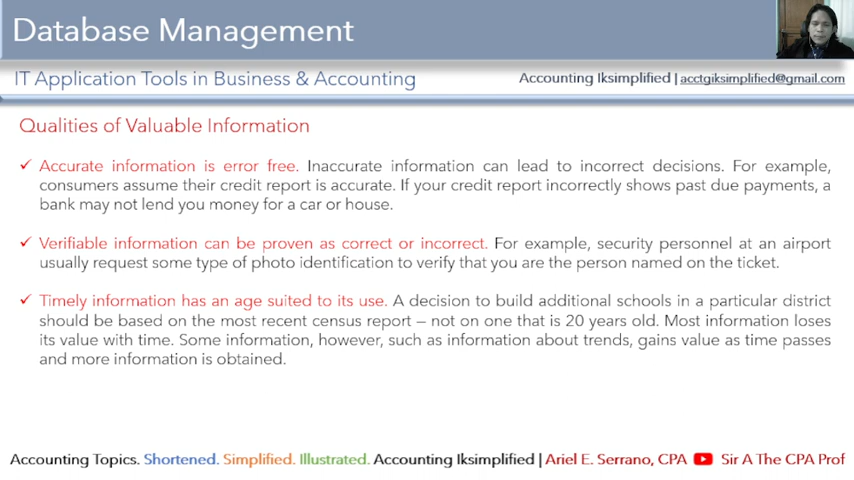 Database Management
IT Application Tools in Business & Accounting
Accounting Iksimplified | acctgiksimplified@gmail.com
Qualities of Valuable Information
✓ Accurate information is error free. Inaccurate information can lead to incorrect decisions. For example,
consumers assume their credit report is accurate. If your credit report incorrectly shows past due payments, a
bank may not lend you money for a car or house.
✓ Verifiable information can be proven as correct or incorrect. For example, security personnel at an airport
usually request some type of photo identification to verify that you are the person named on the ticket.
✓ Timely information has an age suited to its use. A decision to build additional schools in a particular district
should be based on the most recent census report — not on one that is 20 years old. Most information loses
its value with time. Some information, however, such as information about trends, gains value as time passes
and more information is obtained.
Accounting Topics. Shortened. Simplified. Illustrated. Accounting Iksimplified | Ariel E. Serrano, CPA Sir A The CPA Prof